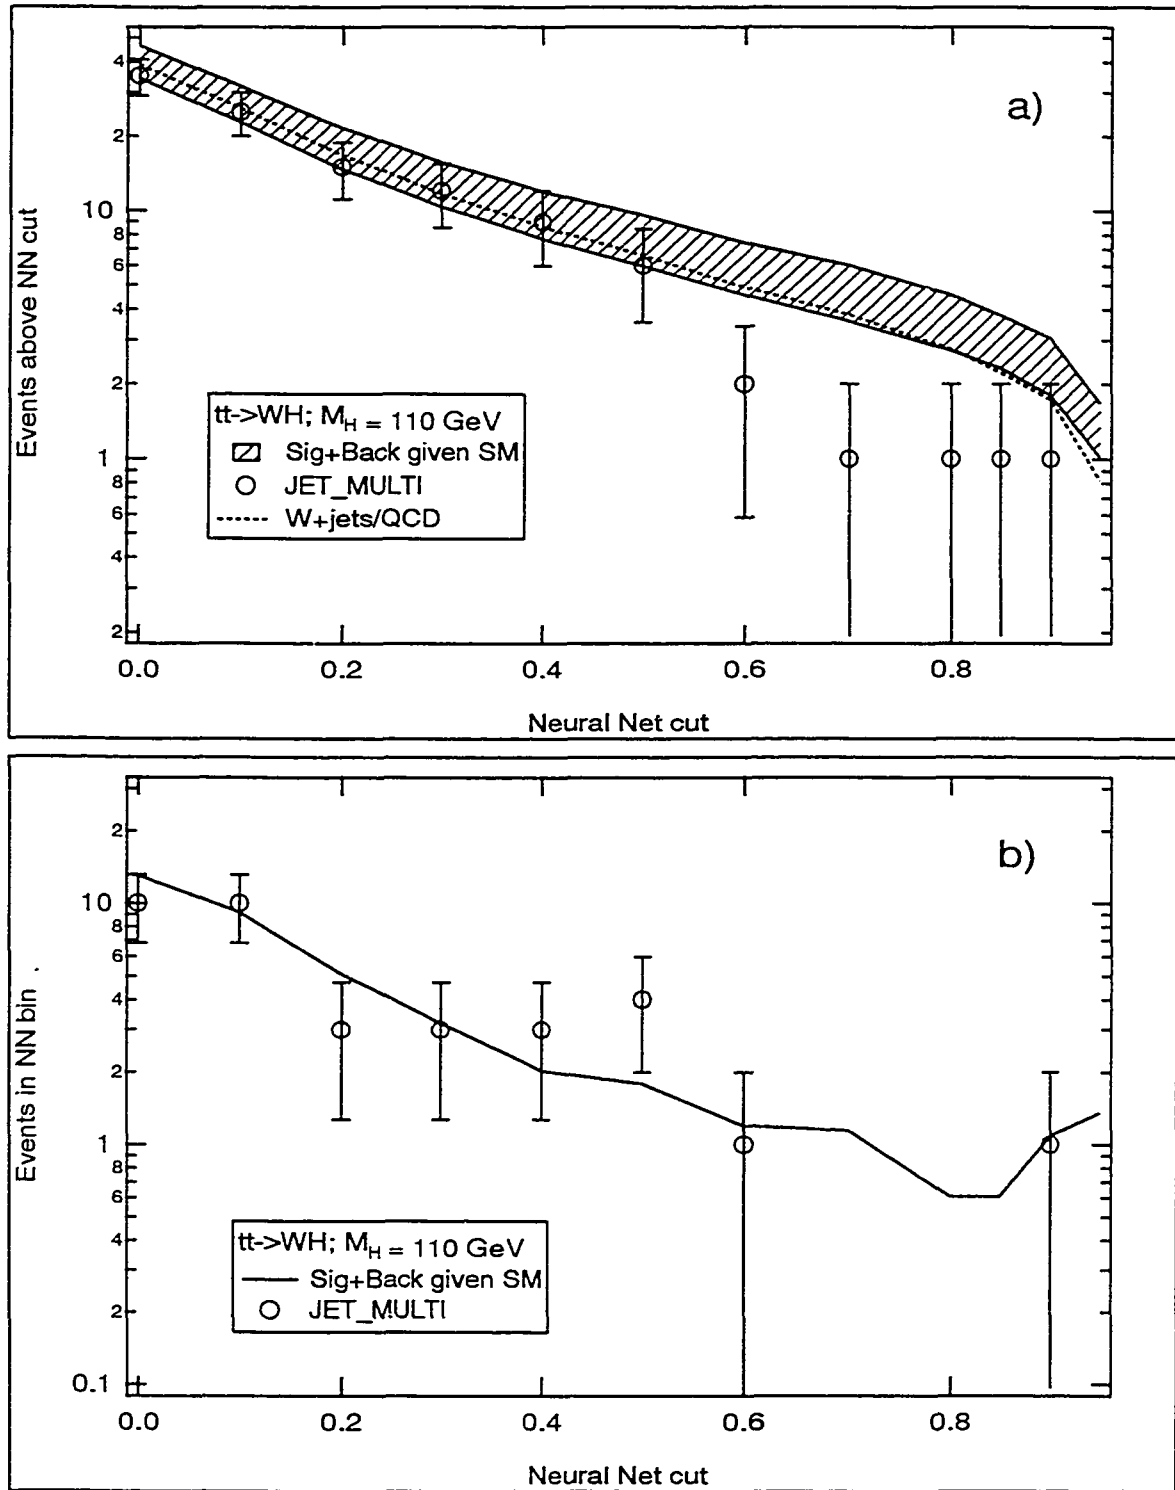 a)
Events above NN cut
4
2
10
8
6
4
2
1
8
6
4
2
tt->WH; M_H = 110 GeV
Sig+Back given SM
JET_MULTI
W+jets/QCD
0.0 0.2 0.4 0.6 0.8
Neural Net cut
b)
Events in NN bin
2
10
8
6
4
2
1
8
6
4
2
0.1
tt->WH; M_H = 110 GeV
Sig+Back given SM
JET_MULTI
0.0 0.2 0.4 0.6 0.8
Neural Net cut